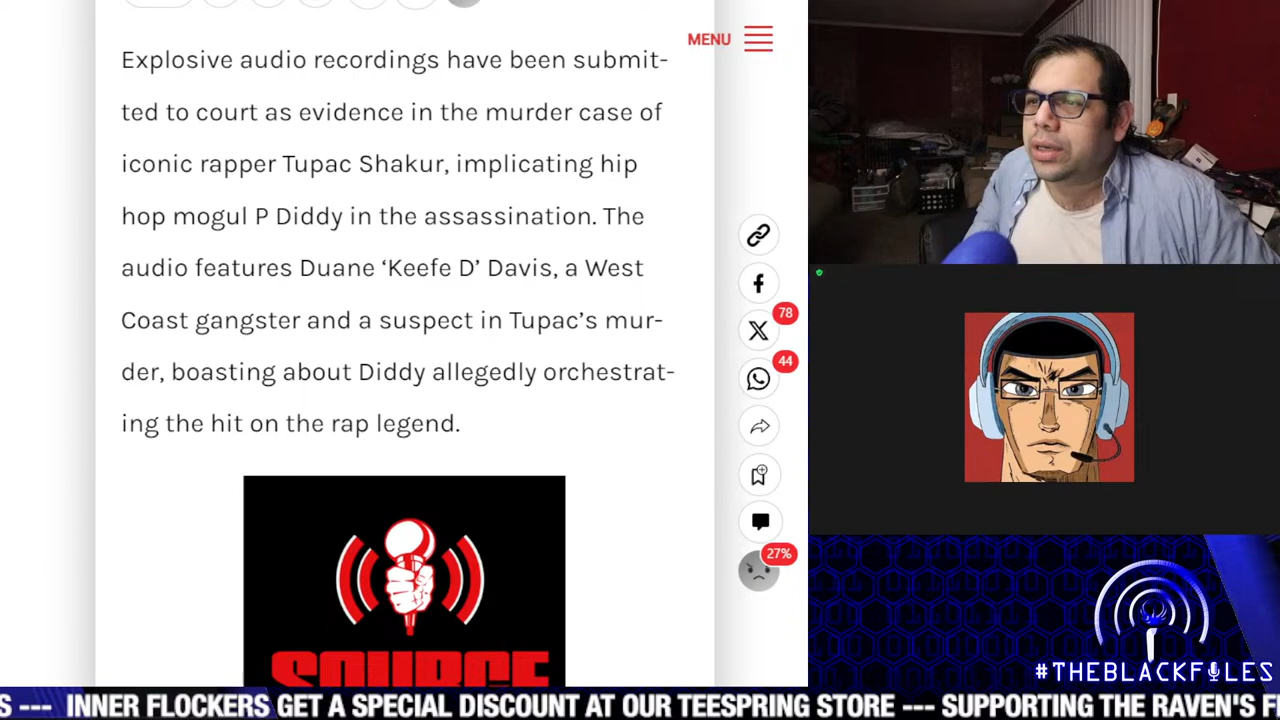 MENU
Explosive audio recordings have been submit-
ted to court as evidence in the murder case of
iconic rapper Tupac Shakur, implicating hip
hop mogul P Diddy in the assassination. The
audio features Duane ‘Keefe D’ Davis, a West
Coast gangster and a suspect in Tupac’s mur-
der, boasting about Diddy allegedly orchestrat-
ing the hit on the rap legend.
78
44
27%
SOURCE
#THEBLACKFILES
S --- INNER FLOCKERS GET A SPECIAL DISCOUNT AT OUR TEESPRING STORE --- SUPPORTING THE RAVEN'S F